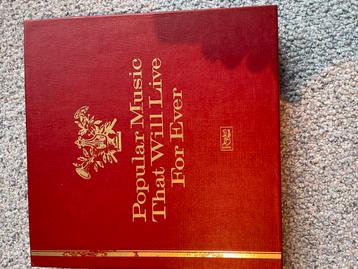 Popular Music
That Will Live
For Ever